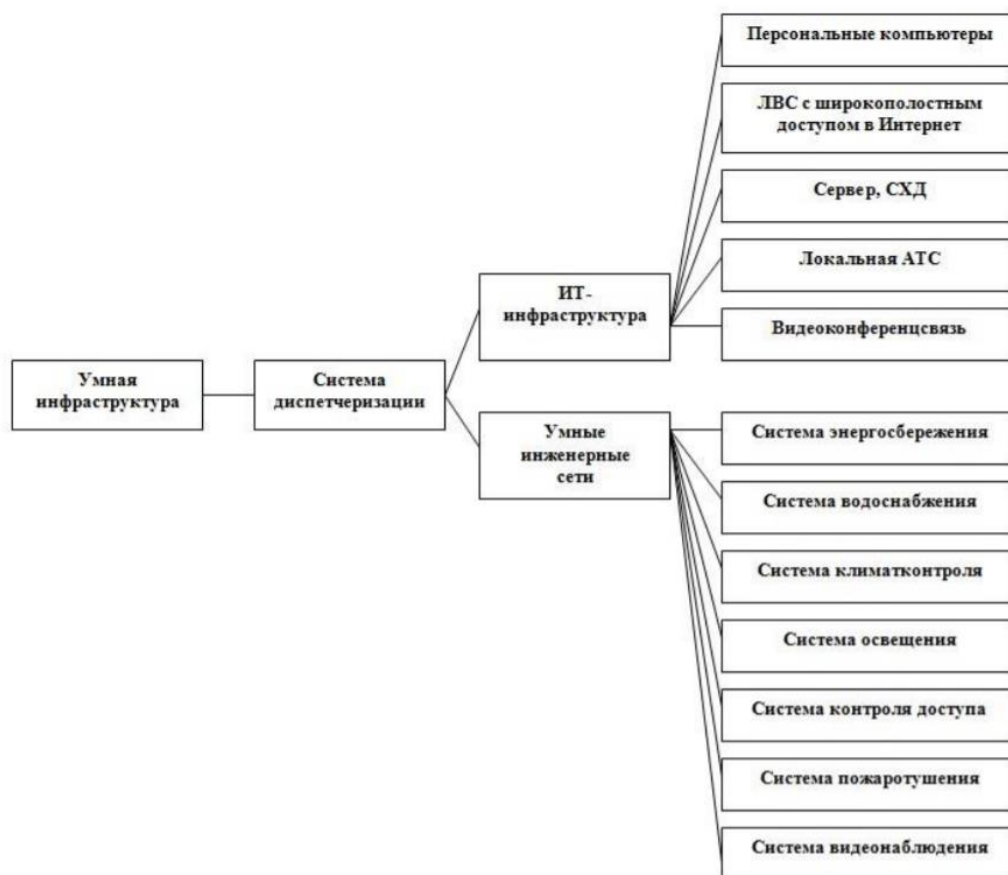 Персональные компьютеры
ЛВС с широкополостным
доступом в Интернет
Сервер, СХД
Локальная АТС
ИТ-
инфраструктура
Видеоконференцсвязь
Умная
инфраструктура
Система
диспетчеризации
Умные
инженерные
сети
Система энергосбережения
Система водоснабжения
Система климатконтроля
Система освещения
Система контроля доступа
Система пожаротушения
Система видеонаблюдения